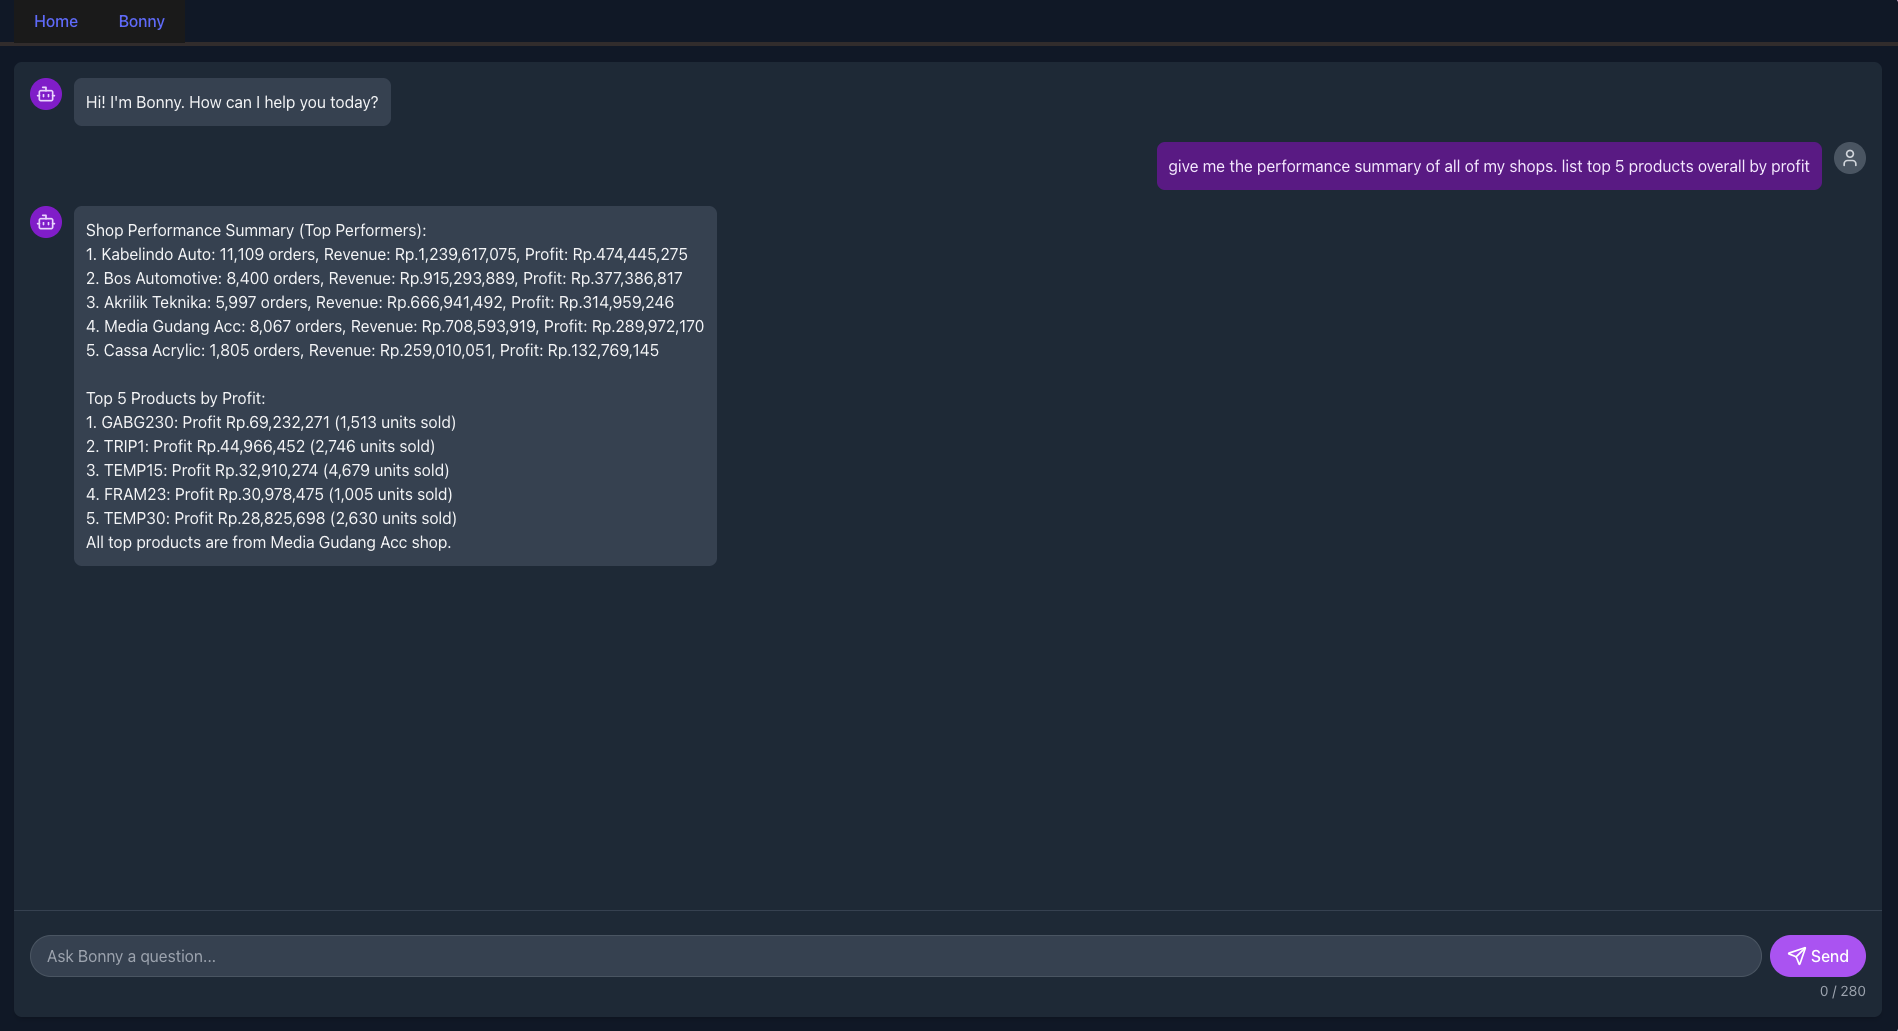 Home Bonny
Hi! I'm Bonny. How can I help you today?
give me the performance summary of all of my shops. list top 5 products overall by profit
Shop Performance Summary (Top Performers):
1. Kabelindo Auto: 11,109 orders, Revenue: Rp.1,239,617,075, Profit: Rp.474,445,275
2. Bos Automotive: 8,400 orders, Revenue: Rp.915,293,889, Profit: Rp.377,386,817
3. Akrilik Teknika: 5,997 orders, Revenue: Rp.666,941,492, Profit: Rp.314,959,246
4. Media Gudang Acc: 8,067 orders, Revenue: Rp.708,593,919, Profit: Rp.289,972,170
5. Cassa Acrylic: 1,805 orders, Revenue: Rp.259,010,051, Profit: Rp.132,769,145
Top 5 Products by Profit:
1. GABG230: Profit Rp.69,232,271 (1,513 units sold)
2. TRIP1: Profit Rp.44,966,452 (2,746 units sold)
3. TEMP15: Profit Rp.32,910,274 (4,679 units sold)
4. FRAM23: Profit Rp.30,978,475 (1,005 units sold)
5. TEMP30: Profit Rp.28,825,698 (2,630 units sold)
All top products are from Media Gudang Acc shop.
Ask Bonny a question...
Send
0 / 280